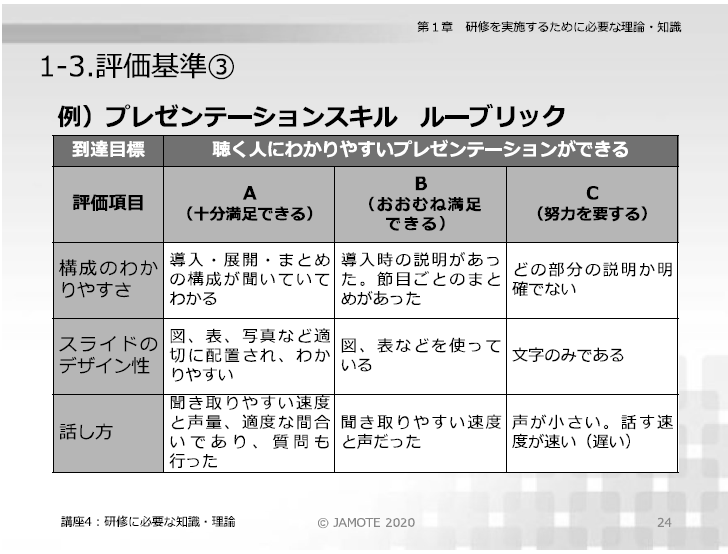 第1章　研修を実施するために必要な理論・知識
1-3.評価基準③
例）プレゼンテーションスキル　ルーブリック
到達目標
聴く人にわかりやすいプレゼンテーションができる
評価項目
A
（十分満足できる）
B
（おおむね満足
できる）
C
（努力を要する）
構成のわか
りやすさ
導入・展開・まとめ
の構成が聞いていて
わかる
導入時の説明があっ
た。節目ごとのまと
めがあった
どの部分の説明か明
確でない
スライドの
デザイン性
図、表、写真など適
切に配置され、わか
りやすい
図、表などを使って
いる
文字のみである
話し方
聞き取りやすい速度
と声量、適度な間合
いであり、質問も
行った
聞き取りやすい速度
と声だった
声が小さい。話す速
度が速い（遅い）
講座4：研修に必要な知識・理論
© JAMOTE 2020
24